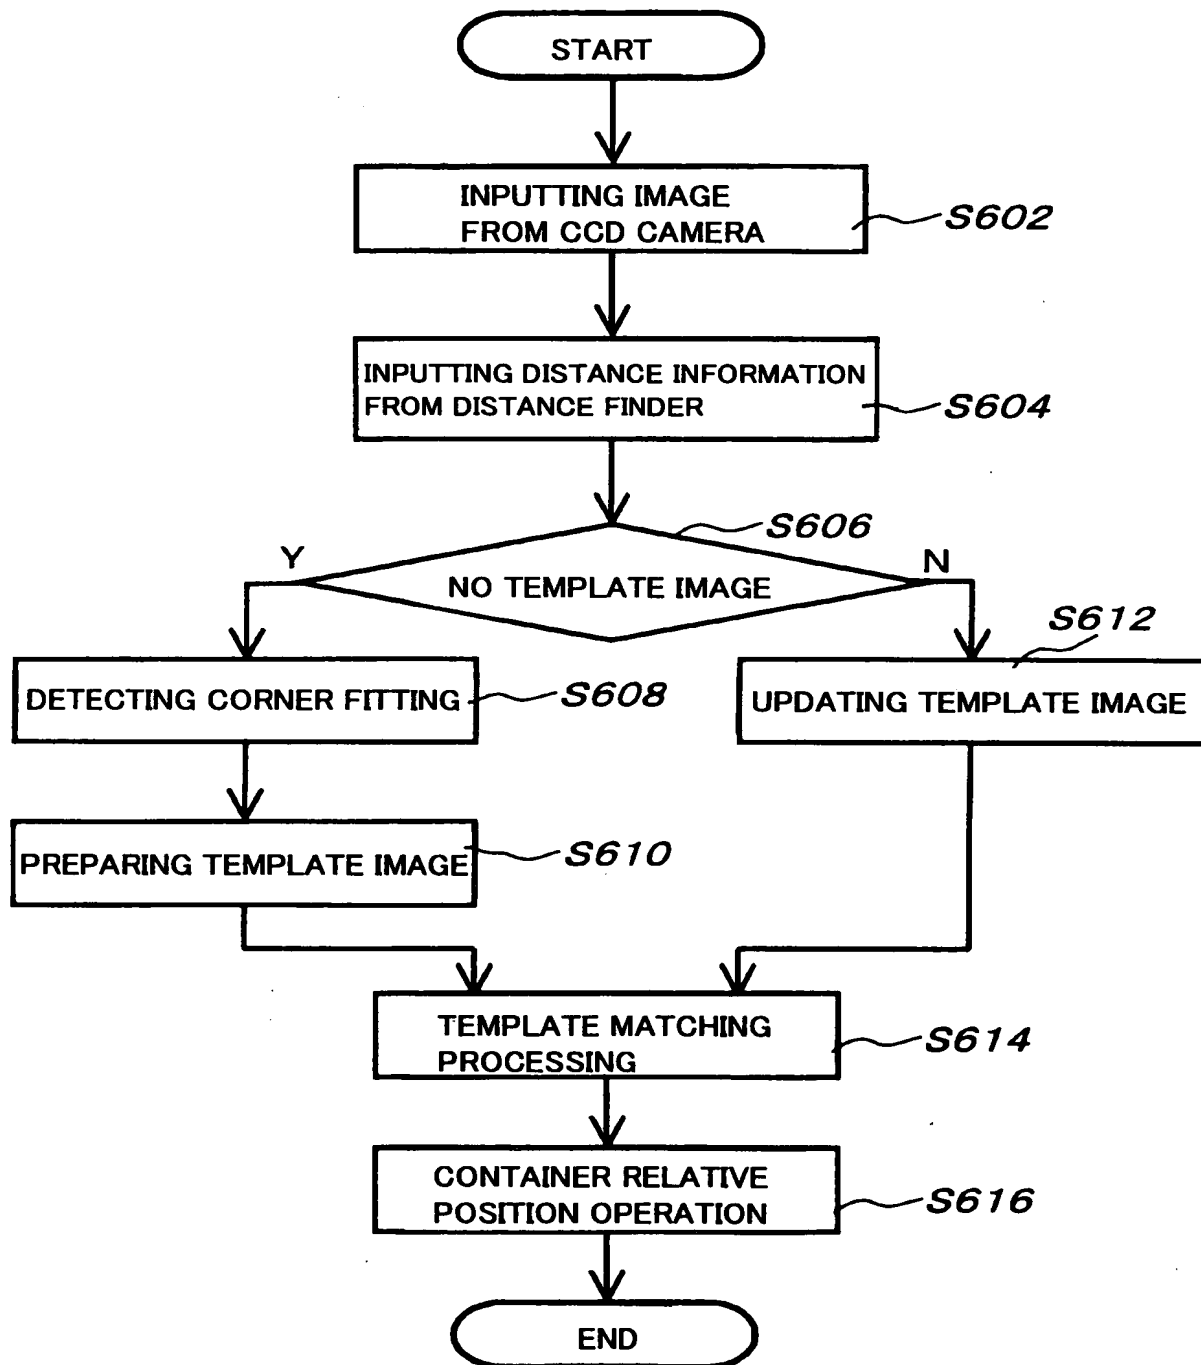 START
INPUTTING IMAGE
FROM CCD CAMERA
S602
INPUTTING DISTANCE INFORMATION
FROM DISTANCE FINDER
S604
S606
Y
NO TEMPLATE IMAGE
N
S612
DETECTING CORNER FITTING
S608
UPDATING TEMPLATE IMAGE
PREPARING TEMPLATE IMAGE
S610
TEMPLATE MATCHING
PROCESSING
S614
CONTAINER RELATIVE
POSITION OPERATION
S616
END